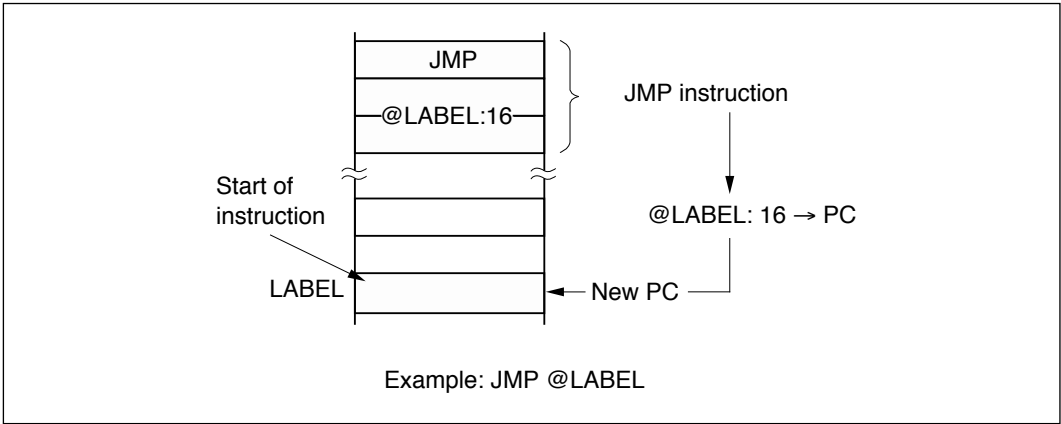 JMP
@LABEL:16
JMP instruction
Start of
instruction
@LABEL: 16 → PC
LABEL
New PC
Example: JMP @LABEL